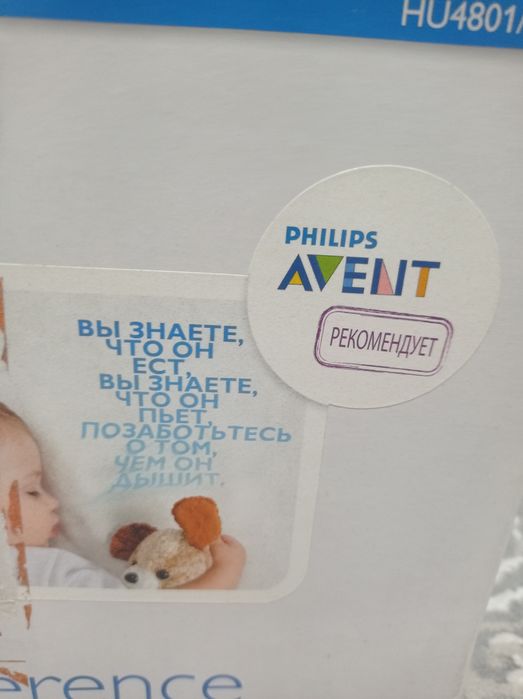 HU4801/
PHILIPS
AVENT
РЕКОМЕНДУЕТ
ВЫ ЗНАЕТЕ,
ЧТО ОН
ЕСТ,
ВЫ ЗНАЕТЕ,
ЧТО ОН
ПЬЕТ,
ПОЗАБОТЬТЕСЬ
О ТОМ,
ЧЕМ ОН
ДЫШИТ.
erence